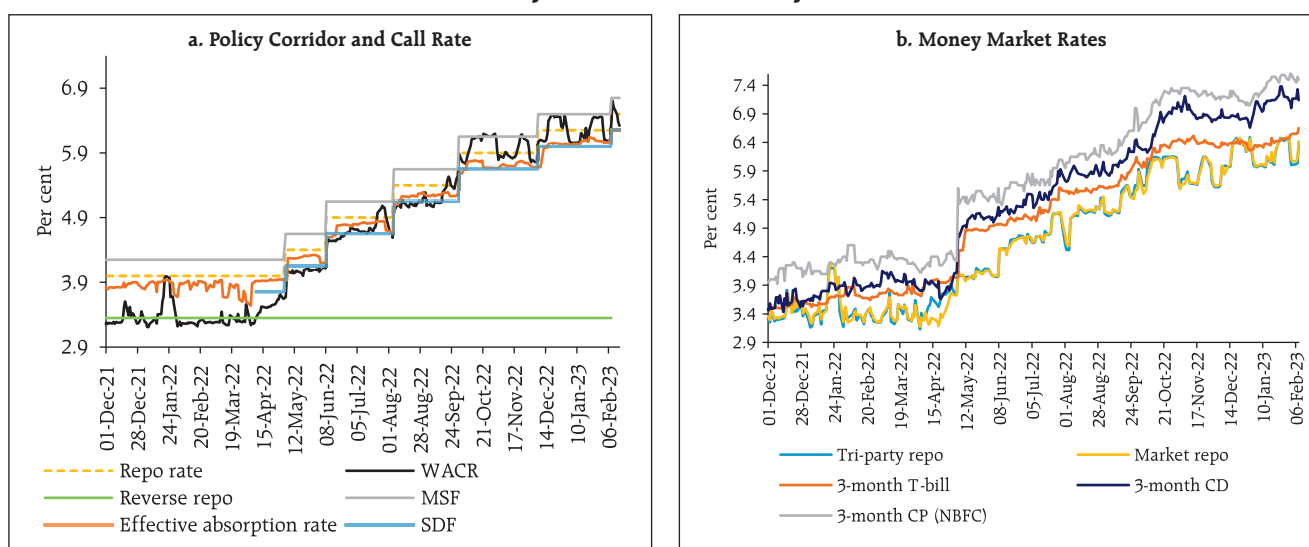 a. Policy Corridor and Call Rate
Per cent
6.9
5.9
4.9
3.9
2.9
01-Dec-21
28-Dec-21
24-Jan-22
20-Feb-22
19-Mar-22
15-Apr-22
12-May-22
08-Jun-22
05-Jul-22
01-Aug-22
28-Aug-22
24-Sep-22
21-Oct-22
17-Nov-22
14-Dec-22
10-Jan-23
06-Feb-23
Repo rate
WACR
Reverse repo
MSF
Effective absorption rate
SDF
b. Money Market Rates
Per cent
7.4
6.9
6.4
5.9
5.4
4.9
4.4
3.9
3.4
2.9
01-Dec-21
28-Dec-21
24-Jan-22
20-Feb-22
19-Mar-22
15-Apr-22
12-May-22
08-Jun-22
05-Jul-22
01-Aug-22
28-Aug-22
24-Sep-22
21-Oct-22
17-Nov-22
14-Dec-22
10-Jan-23
06-Feb-23
Tri-party repo
Market repo
3-month T-bill
3-month CD
3-month CP (NBFC)